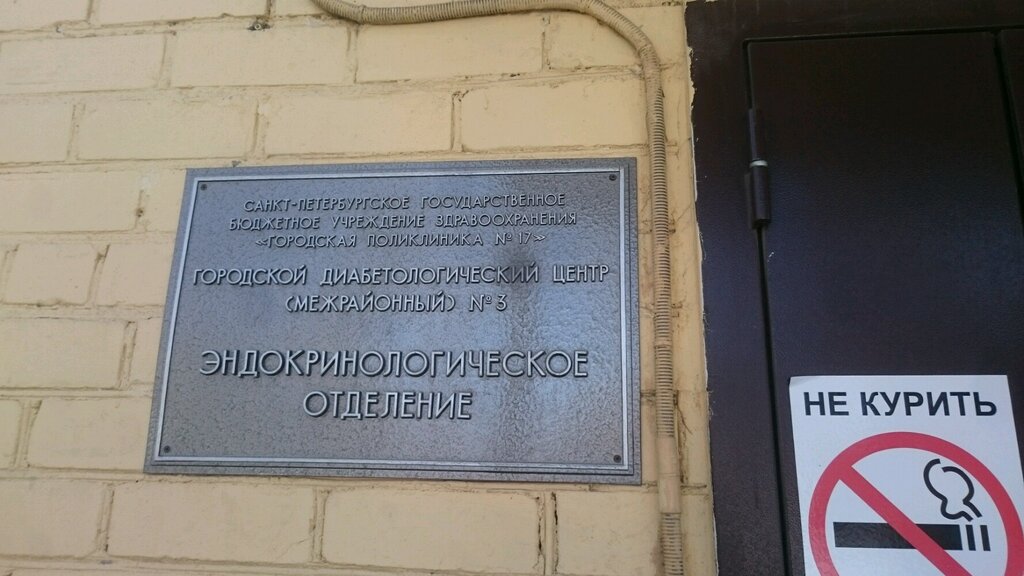 САНКТ-ПЕТЕРБУРГСКОЕ ГОСУДАРСТВЕННОЕ
БЮДЖЕТНОЕ УЧРЕЖДЕНИЕ ЗДРАВООХРАНЕНИЯ
«ГОРОДСКАЯ ПОЛИКЛИНИКА № 17»
ГОРОДСКОЙ ДИАБЕТОЛОГИЧЕСКИЙ ЦЕНТР
(МЕЖРАЙОННЫЙ) № 3
ЭНДОКРИНОЛОГИЧЕСКОЕ
ОТДЕЛЕНИЕ
НЕ КУРИТЬ